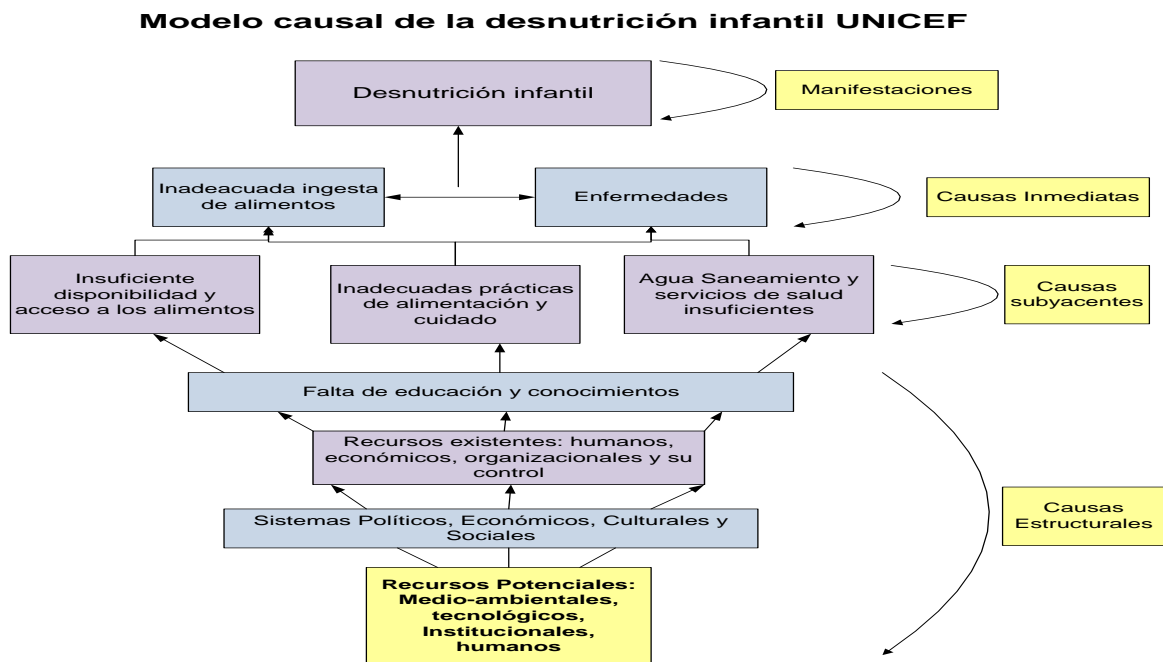 Modelo causal de la desnutrición infantil UNICEF
Desnutrición infantil
Manifestaciones
Inadeacuada ingesta
de alimentos
Enfermedades
Causas Inmediatas
Insuficiente
disponibilidad y
acceso a los alimentos
Inadecuadas prácticas
de alimentación y
cuidado
Agua Saneamiento y
servicios de salud
insuficientes
Causas
subyacentes
Falta de educación y conocimientos
Recursos existentes: humanos,
económicos, organizacionales y su
control
Sistemas Políticos, Económicos, Culturales y
Sociales
Causas
Estructurales
Recursos Potenciales:
Medio-ambientales,
tecnológicos,
Institucionales,
humanos